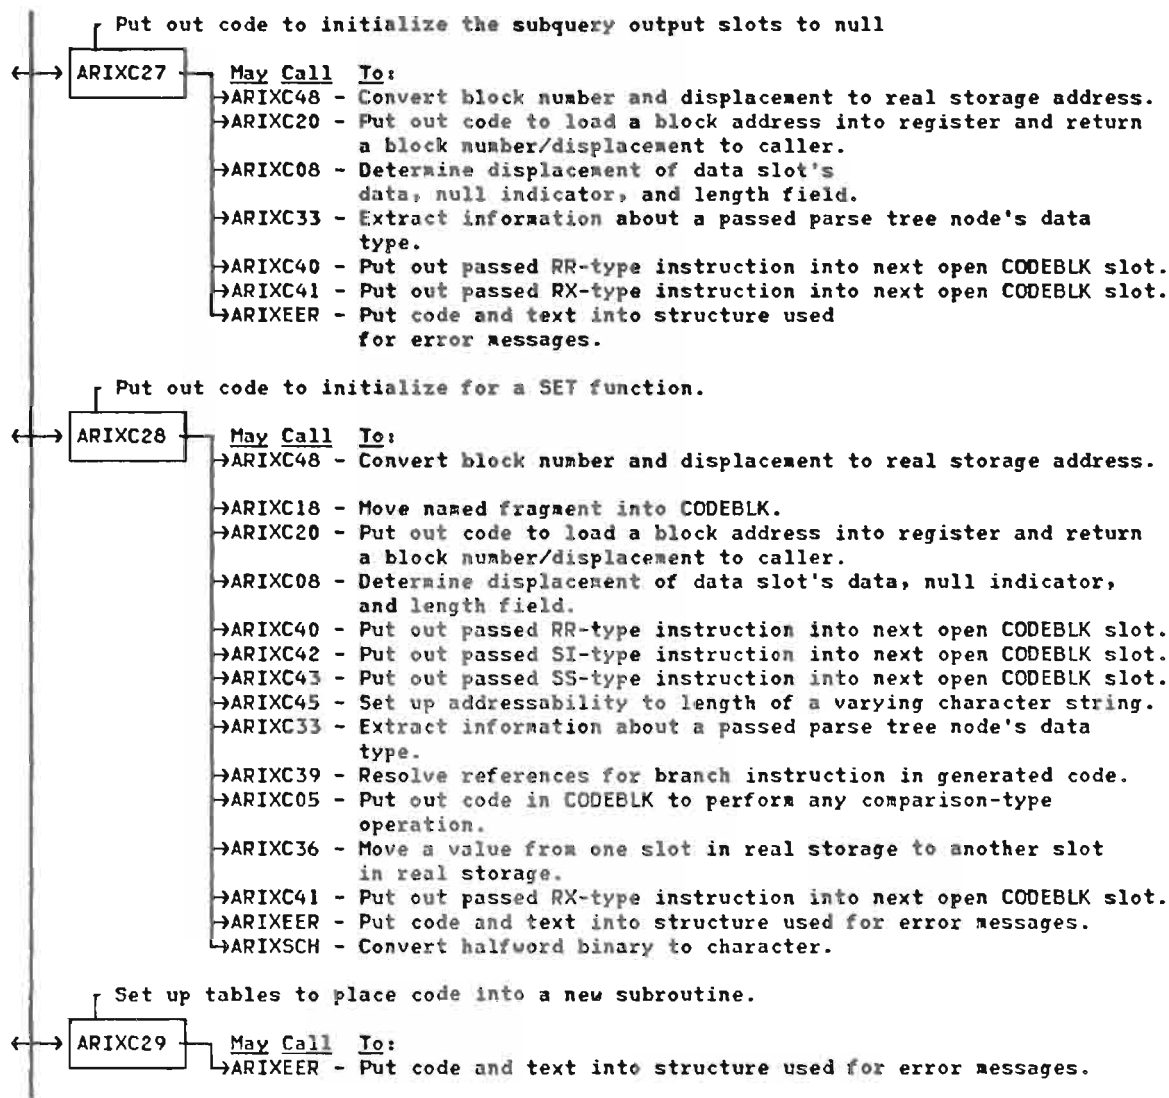 Put out code to initialize the subquery output slots to null
ARIXC27
May Call To:
ARIXC48 - Convert block number and displacement to real storage address.
ARIXC20 - Put out code to load a block address into register and return
a block number/displacement to caller.
ARIXC08 - Determine displacement of data slot's
data, null indicator, and length field.
ARIXC33 - Extract information about a passed parse tree node's data
type.
ARIXC40 - Put out passed RR-type instruction into next open CODEBLK slot.
ARIXC41 - Put out passed RX-type instruction into next open CODEBLK slot.
ARIXEER - Put code and text into structure used
for error messages.
Put out code to initialize for a SET function.
ARIXC28
May Call To:
ARIXC48 - Convert block number and displacement to real storage address.
ARIXC18 - Move named fragment into CODEBLK.
ARIXC20 - Put out code to load a block address into register and return
a block number/displacement to caller.
ARIXC08 - Determine displacement of data slot's data, null indicator,
and length field.
ARIXC40 - Put out passed RR-type instruction into next open CODEBLK slot.
ARIXC42 - Put out passed SI-type instruction into next open CODEBLK slot.
ARIXC43 - Put out passed SS-type instruction into next open CODEBLK slot.
ARIXC45 - Set up addressability to length of a varying character string.
ARIXC33 - Extract information about a passed parse tree node's data
type.
ARIXC39 - Resolve references for branch instruction in generated code.
ARIXC05 - Put out code in CODEBLK to perform any comparison-type
operation.
ARIXC36 - Move a value from one slot in real storage to another slot
in real storage.
ARIXC41 - Put out passed RX-type instruction into next open CODEBLK slot.
ARIXEER - Put code and text into structure used for error messages.
ARIXSCH - Convert halfword binary to character.
Set up tables to place code into a new subroutine.
ARIXC29
May Call To:
ARIXEER - Put code and text into structure used for error messages.